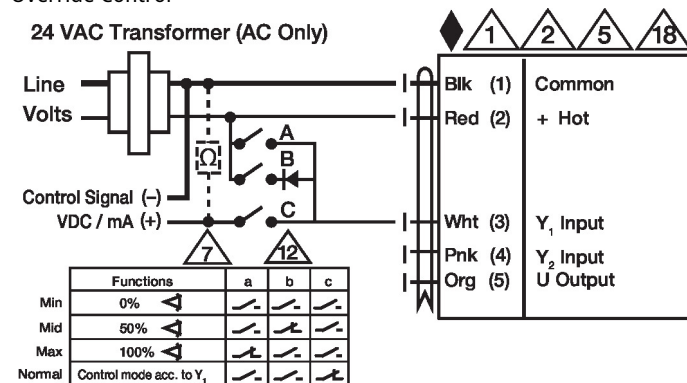 Override Control
24 VAC Transformer (AC Only)
1 2 5 18
Line
Volts
Blk (1) Common
Red (2) + Hot
A
B
C
Ω
Control Signal (–)
VDC / mA (+)
Wht (3) Y1 Input
Pnk (4) Y2 Input
Org (5) U Output
7
12
Functions a b c
Min 0%
Mid 50%
Max 100%
Normal Control mode acc. to Y1